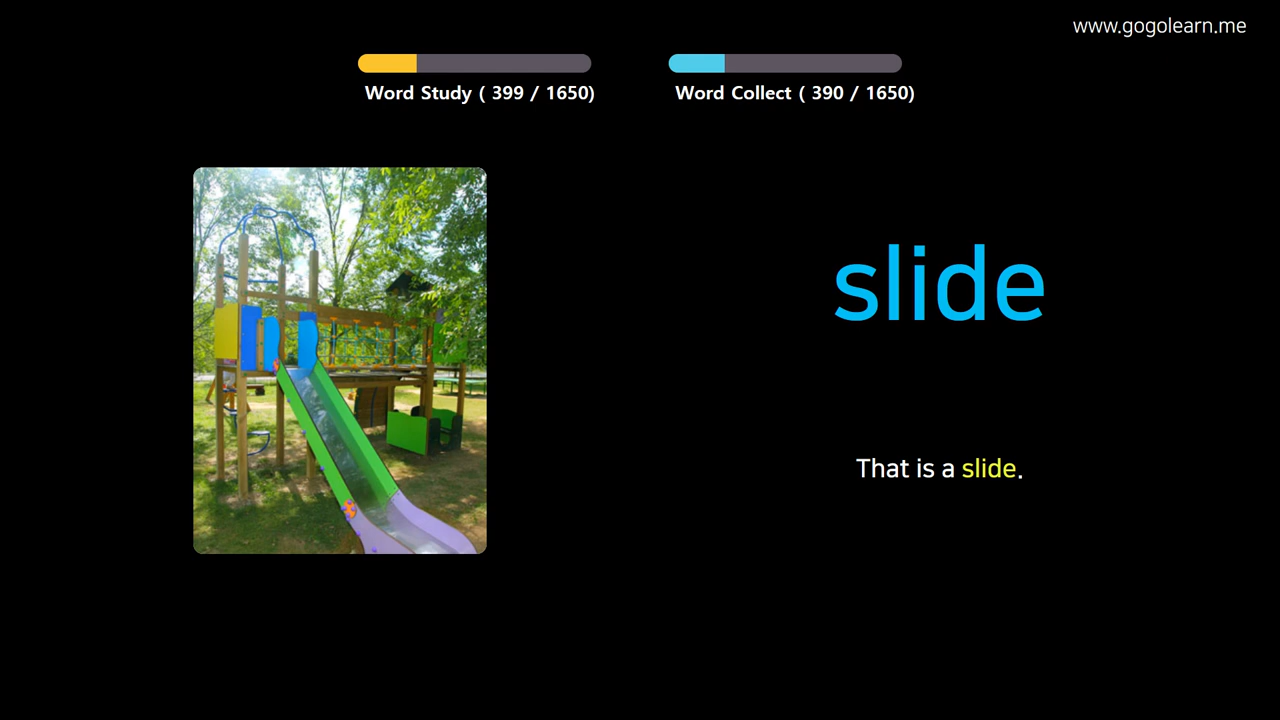 www.gogolearn.me
Word Study ( 399 / 1650)
Word Collect ( 390 / 1650)
slide
That is a slide.